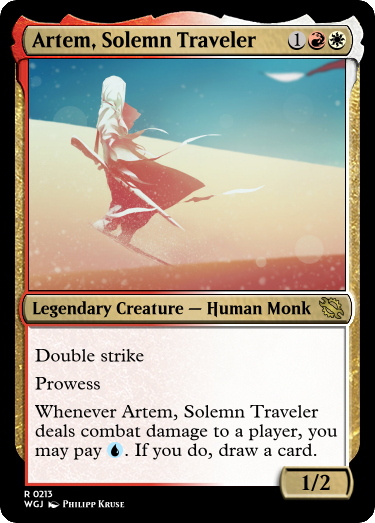 Artem, Solemn Traveler 1
Legendary Creature — Human Monk
Double strike
Prowess
Whenever Artem, Solemn Traveler
deals combat damage to a player, you
may pay . If you do, draw a card.
1/2
R 0213
WGJ Philipp Kruse